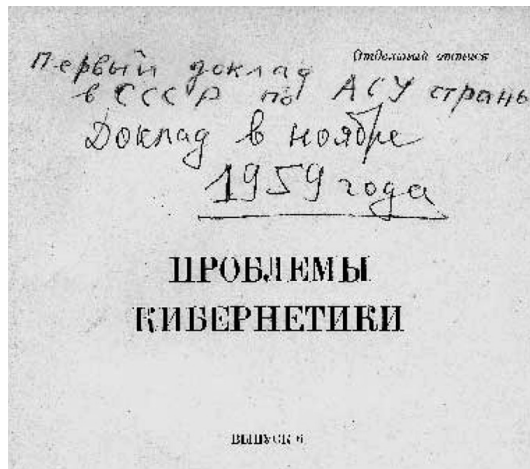 Отдельный оттиск
Первый доклад
в СССР по АСУ страны
Доклад в ноябре
1959 года
ПРОБЛЕМЫ
КИБЕРНЕТИКИ
ВЫПУСК 6